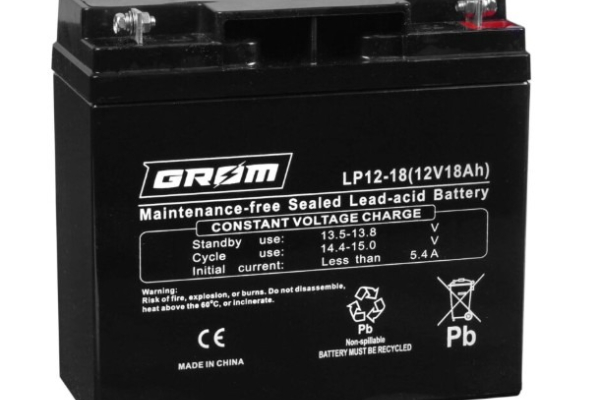 GROM
LP12-18(12V18Ah)
Maintenance-free Sealed Lead-acid Battery
CONSTANT VOLTAGE CHARGE
Standby use: 13.5-13.8 V
Cycle use: 14.4-15.0 V
Initial current: Less than 5.4A
Warning:
Risk of fire, explosion, or burns. Do not disassemble,
heat above the 60°C, or incinerate.
CE
MADE IN CHINA
Pb
Non-spillable
BATTERY MUST BE RECYCLED
Pb